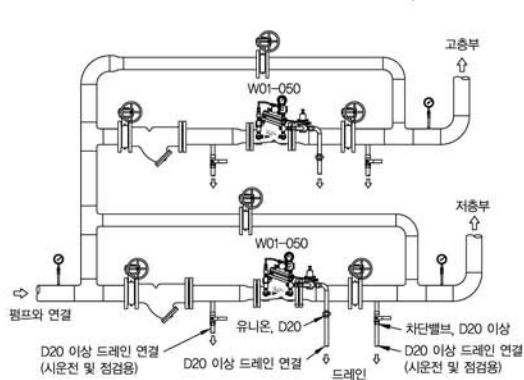 고층부
W01-050
저층부
W01-050
펌프와 연결
유니온, D20
차단밸브, D20 이상
D20 이상 드레인 연결
(시운전 및 점검용)
D20 이상 드레인 연결
D20 이상 드레인 연결
(시운전 및 점검용)
드레인